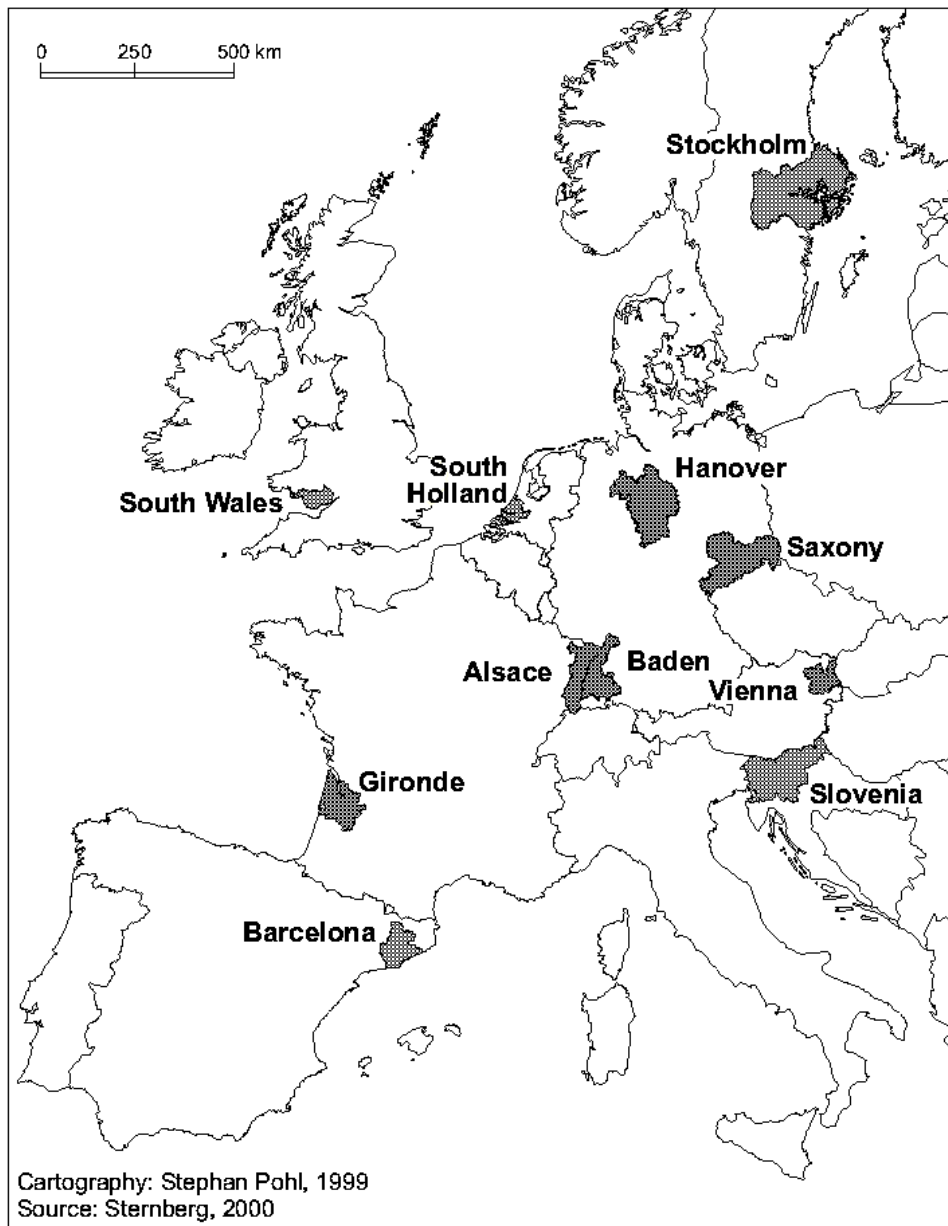 0 250 500 km
Stockholm
South
Holland
Hanover
South Wales
Saxony
Alsace
Baden
Vienna
Gironde
Slovenia
Barcelona
Cartography: Stephan Pohl, 1999
Source: Sternberg, 2000